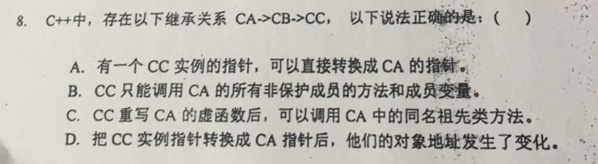 8. C++中，存在以下继承关系 CA->CB->CC， 以下说法正确的是：（ ）
A. 有一个 CC 实例的指针，可以直接转换成 CA 的指针。
B. CC 只能调用 CA 的所有非保护成员的方法和成员变量。
C. CC 重写 CA 的虚函数后，可以调用 CA 中的同名祖先类方法。
D. 把 CC 实例指针转换成 CA 指针后，他们的对象地址发生了变化。